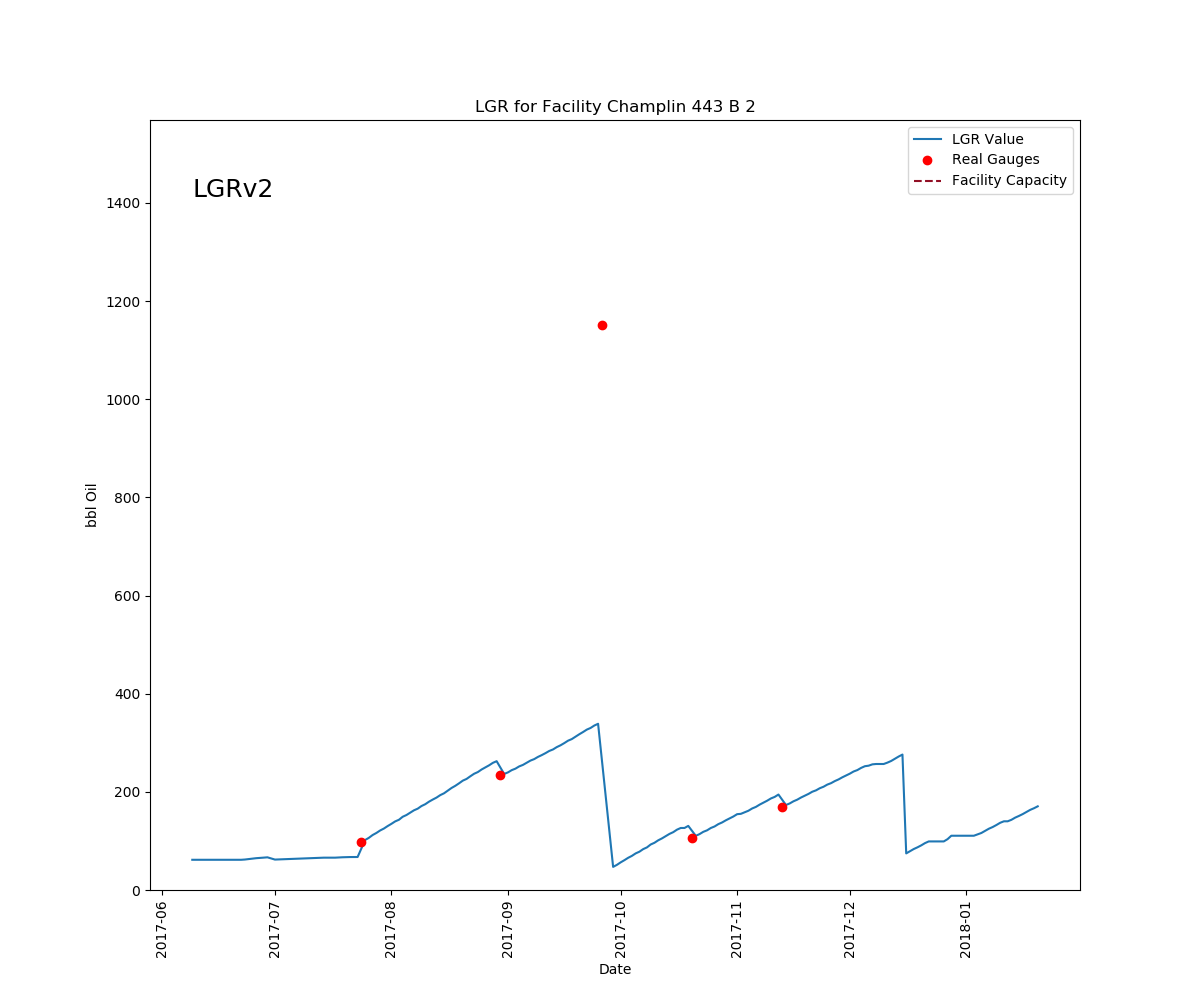 LGR for Facility Champlin 443 B 2
LGR Value
Real Gauges
Facility Capacity
LGRv2
1400
1200
1000
800
600
400
200
0
bbl Oil
2017-06
2017-07
2017-08
2017-09
2017-10
2017-11
2017-12
2018-01
Date